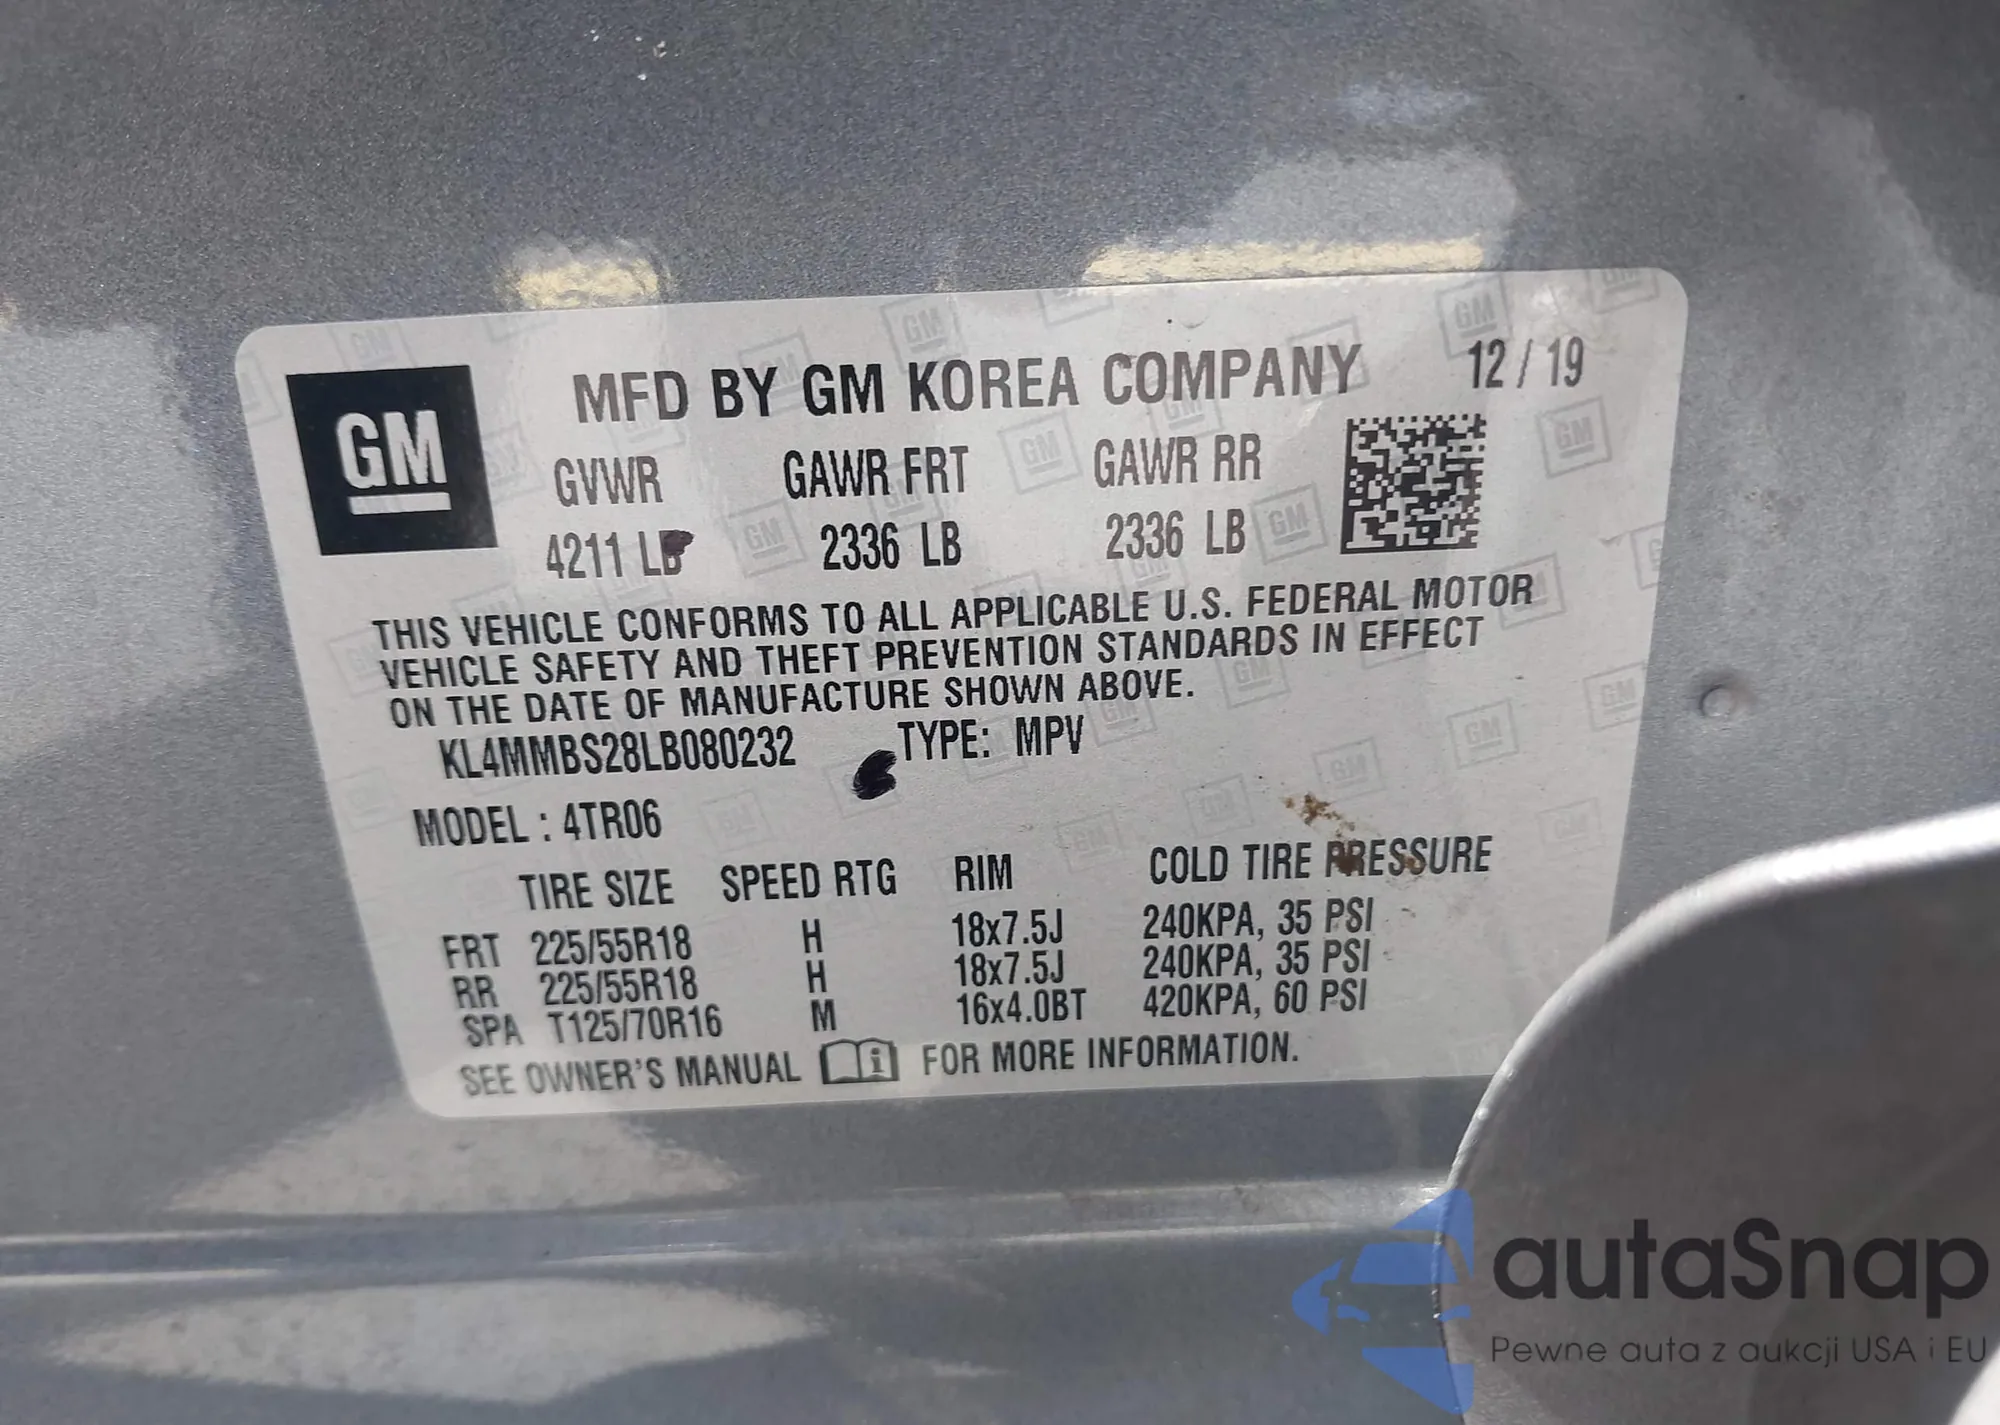 MFD BY GM KOREA COMPANY 12 / 19
GM
GVWR GAWR FRT GAWR RR
4211 LB 2336 LB 2336 LB
THIS VEHICLE CONFORMS TO ALL APPLICABLE U.S. FEDERAL MOTOR
VEHICLE SAFETY AND THEFT PREVENTION STANDARDS IN EFFECT
ON THE DATE OF MANUFACTURE SHOWN ABOVE.
KL4MMBS28LB080232 TYPE: MPV
MODEL : 4TR06
TIRE SIZE SPEED RTG RIM COLD TIRE PRESSURE
FRT 225/55R18 H 18x7.5J 240KPA, 35 PSI
RR 225/55R18 H 18x7.5J 240KPA, 35 PSI
SPA T125/70R16 M 16x4.0BT 420KPA, 60 PSI
SEE OWNER'S MANUAL i FOR MORE INFORMATION.
autaSnap
Pewne auta z aukcji USA i EU